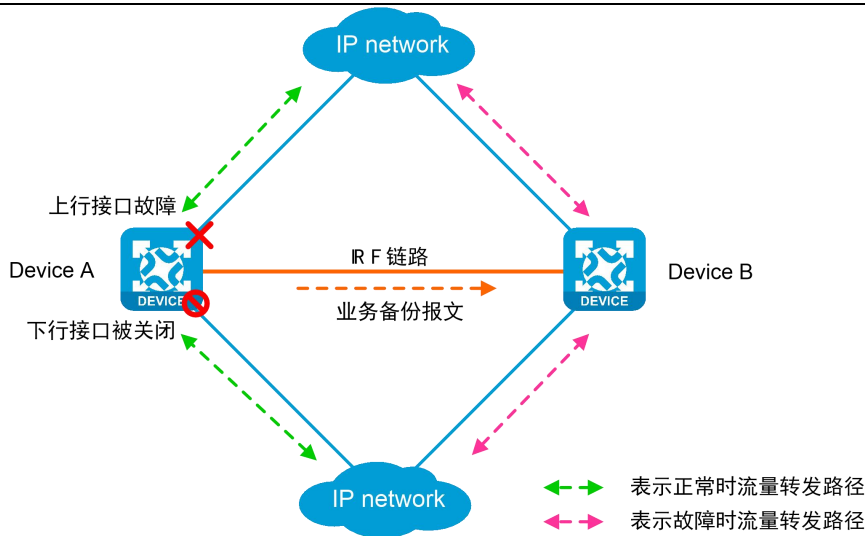 IP network
上行接口故障
IRF链路
Device A
Device B
DEVICE
DEVICE
业务备份报文
下行接口被关闭
IP network
表示正常时流量转发路径
表示故障时流量转发路径